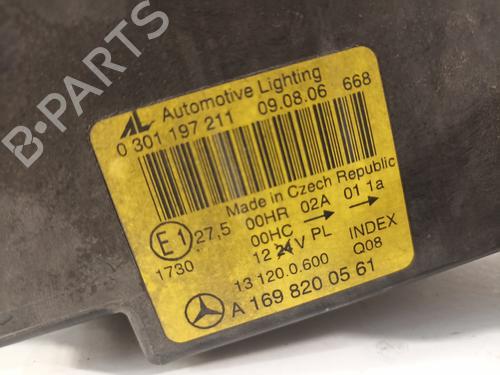 B-Parts
AL Automotive Lighting
0 301 197 211 09.08.06 668
Made in Czech Republic
E1 27,5 00HR 02A 01 1a
00HC
1730 12 V PL INDEX
13 120.0.600 Q08
A 169 820 05 61